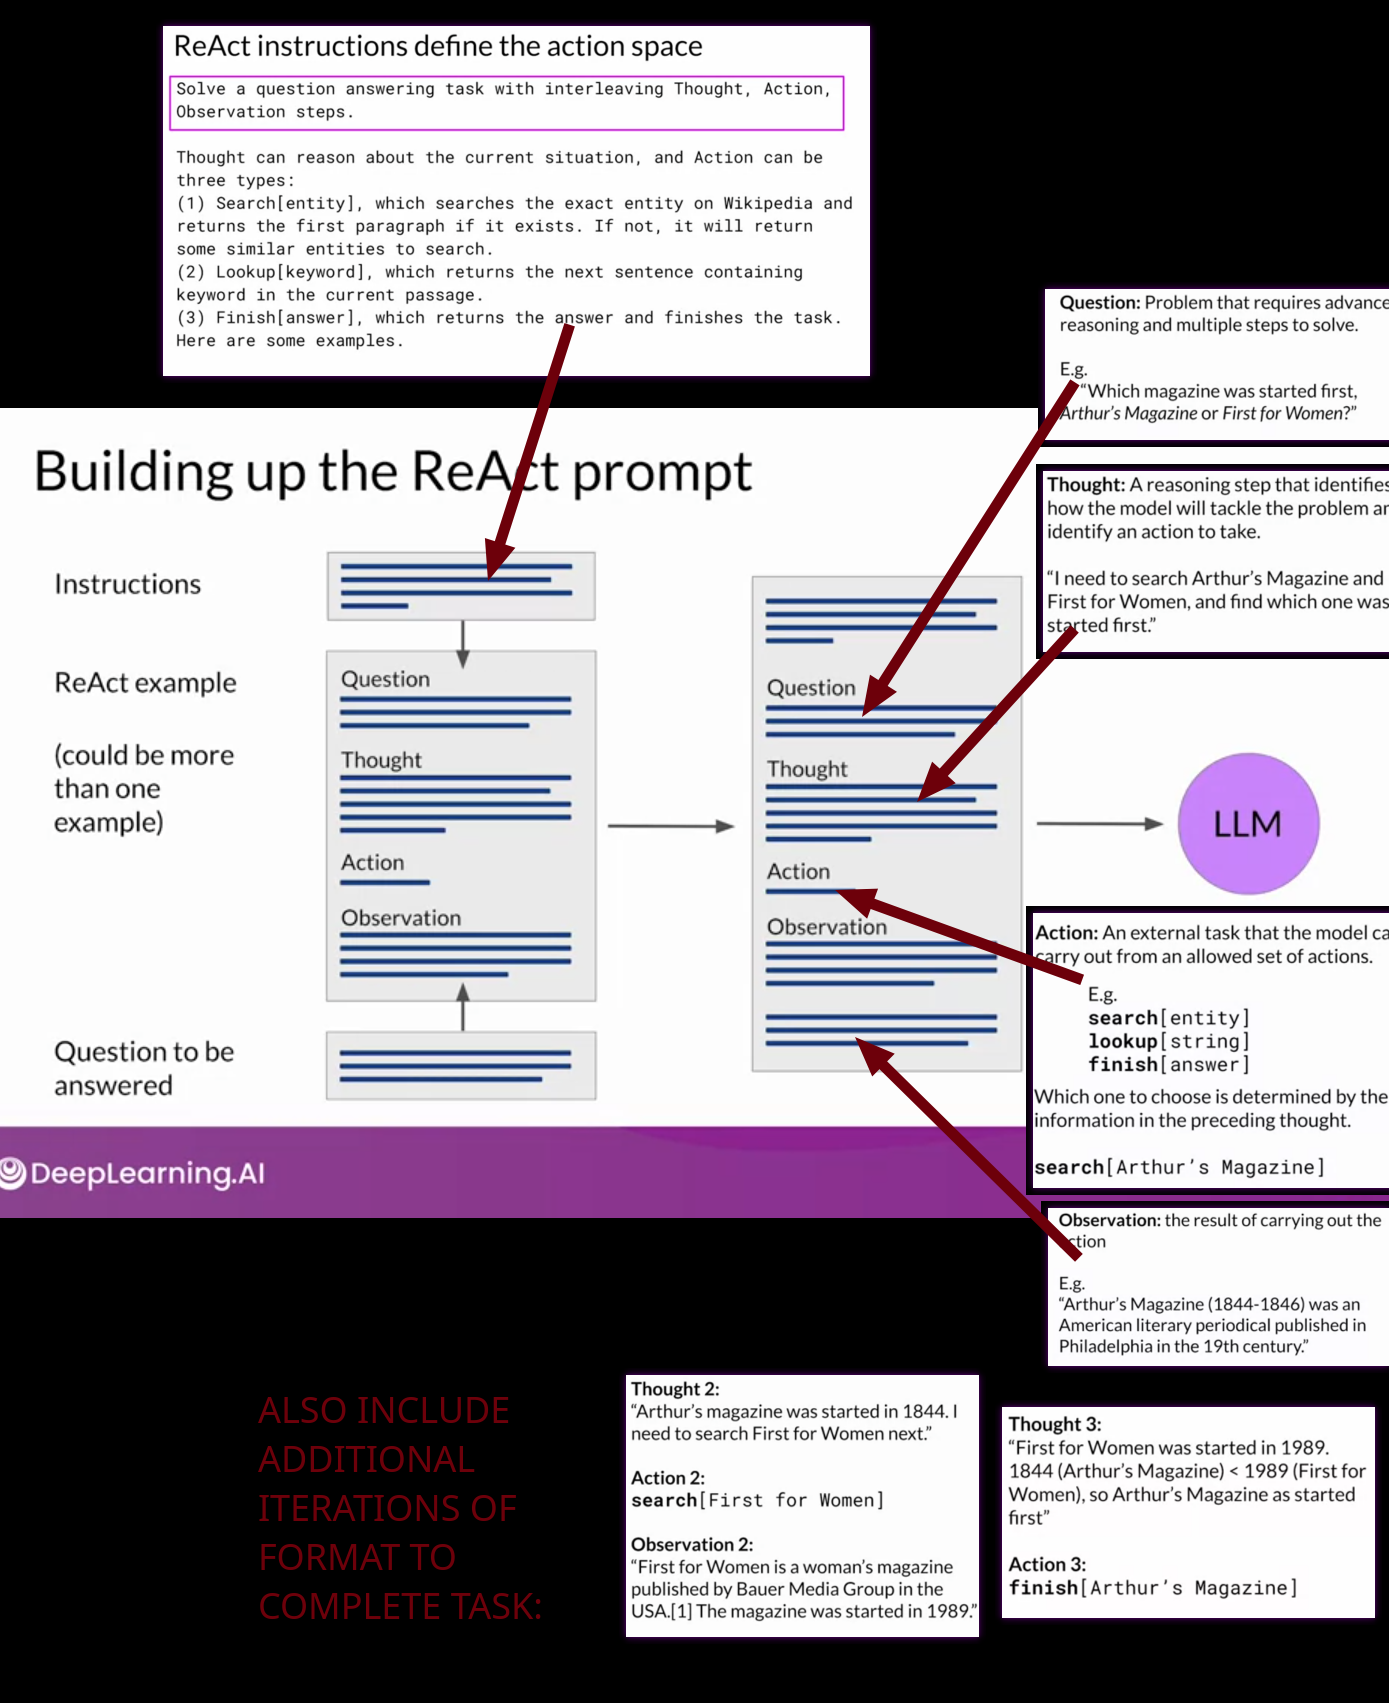 ReAct instructions define the action space
Solve a question answering task with interleaving Thought, Action,
Observation steps.
Thought can reason about the current situation, and Action can be
three types:
(1) Search[entity], which searches the exact entity on Wikipedia and
returns the first paragraph if it exists. If not, it will return
some similar entities to search.
(2) Lookup[keyword], which returns the next sentence containing
keyword in the current passage.
(3) Finish[answer], which returns the answer and finishes the task.
Here are some examples.
Building up the ReAct prompt
Instructions
ReAct example
(could be more
than one
example)
Question to be
answered
Question
Thought
Action
Observation
Question
Thought
Action
Observation
LLM
DeepLearning.AI
Question: Problem that requires advance
reasoning and multiple steps to solve.
E.g.
“Which magazine was started first,
Arthur’s Magazine or First for Women?”
Thought: A reasoning step that identifies
how the model will tackle the problem an
identify an action to take.
“I need to search Arthur’s Magazine and
First for Women, and find which one was
started first.”
Action: An external task that the model ca
carry out from an allowed set of actions.
E.g.
search[entity]
lookup[string]
finish[answer]
Which one to choose is determined by the
information in the preceding thought.
search[Arthur’s Magazine]
Observation: the result of carrying out the
action
E.g.
“Arthur’s Magazine (1844-1846) was an
American literary periodical published in
Philadelphia in the 19th century.”
ALSO INCLUDE
ADDITIONAL
ITERATIONS OF
FORMAT TO
COMPLETE TASK:
Thought 2:
“Arthur’s magazine was started in 1844. I
need to search First for Women next.”
Action 2:
search[First for Women]
Observation 2:
“First for Women is a woman’s magazine
published by Bauer Media Group in the
USA.[1] The magazine was started in 1989.”
Thought 3:
“First for Women was started in 1989.
1844 (Arthur’s Magazine) < 1989 (First for
Women), so Arthur’s Magazine as started
first”
Action 3:
finish[Arthur’s Magazine]